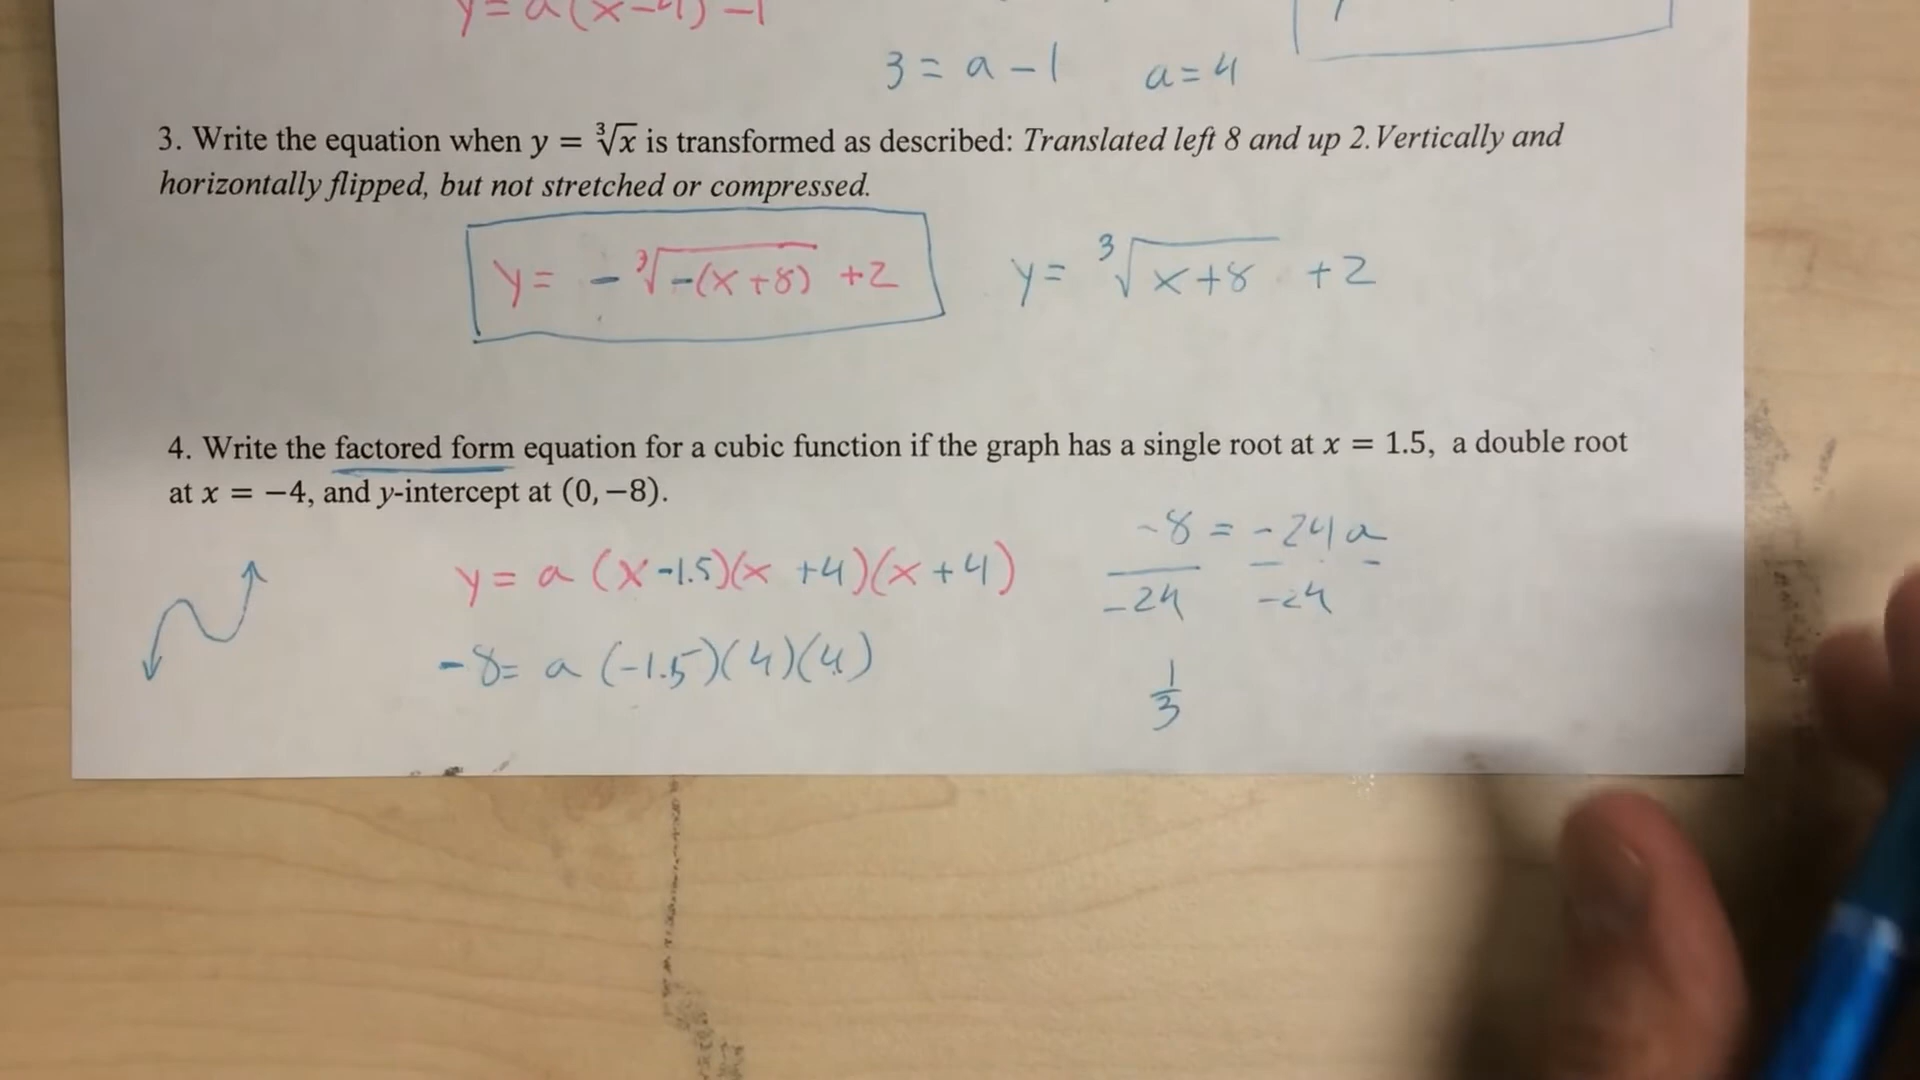 y = a(x-4) -1
3 = a - 1 a = 4
3. Write the equation when y = ∛x is transformed as described: Translated left 8 and up 2. Vertically and
horizontally flipped, but not stretched or compressed.
y = - ∛-(x+8) +2 y = ∛x+8 +2
4. Write the factored form equation for a cubic function if the graph has a single root at x = 1.5, a double root
at x = −4, and y-intercept at (0, −8).
-8 = -24a
y = a (x-1.5)(x +4)(x+4)
-24 -24
-8 = a (-1.5)(4)(4)
1/3